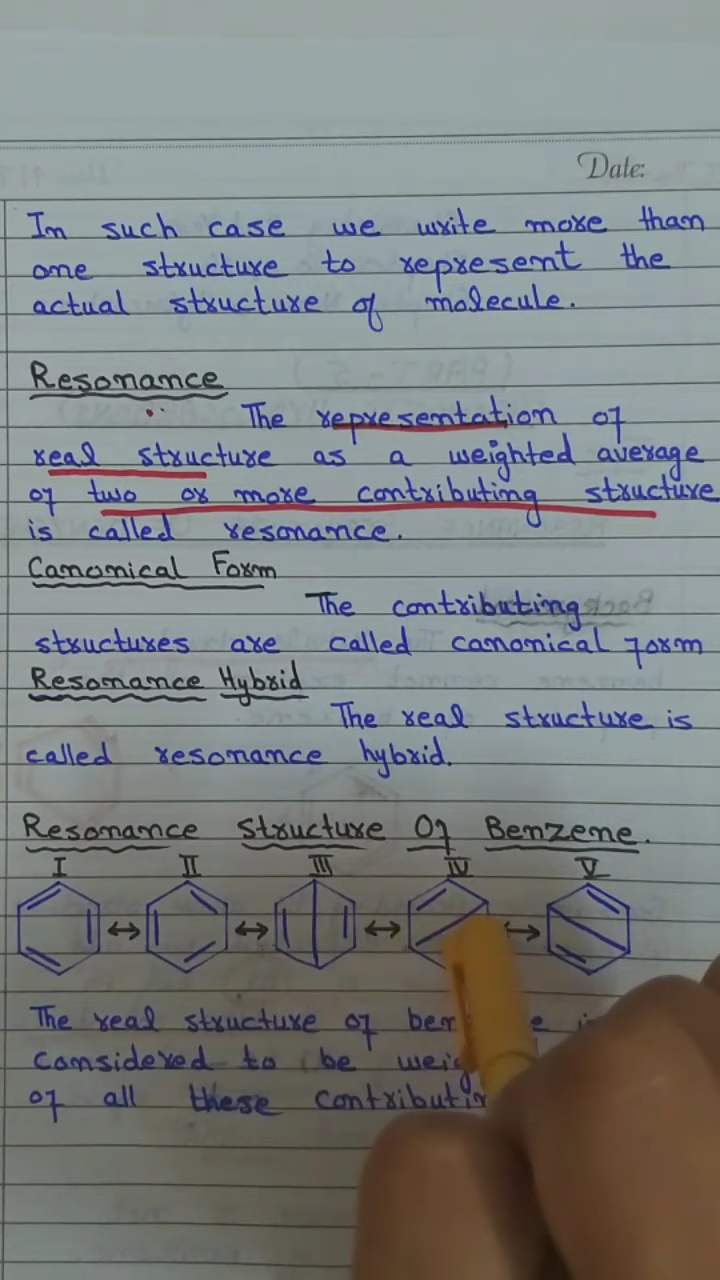 Date:
In such case we write more than
one structure to represent the
actual structure of molecule.
Resonance
The representation of
real structure as a weighted average
of two or more contributing structure
is called resonance.
Canonical Form
The contributing
structures are called canonical form
Resonance Hybrid
The real structure is
called resonance hybrid.
Resonance Structure Of Benzene.
I II III IV V
The real structure of
considered to be
of all these